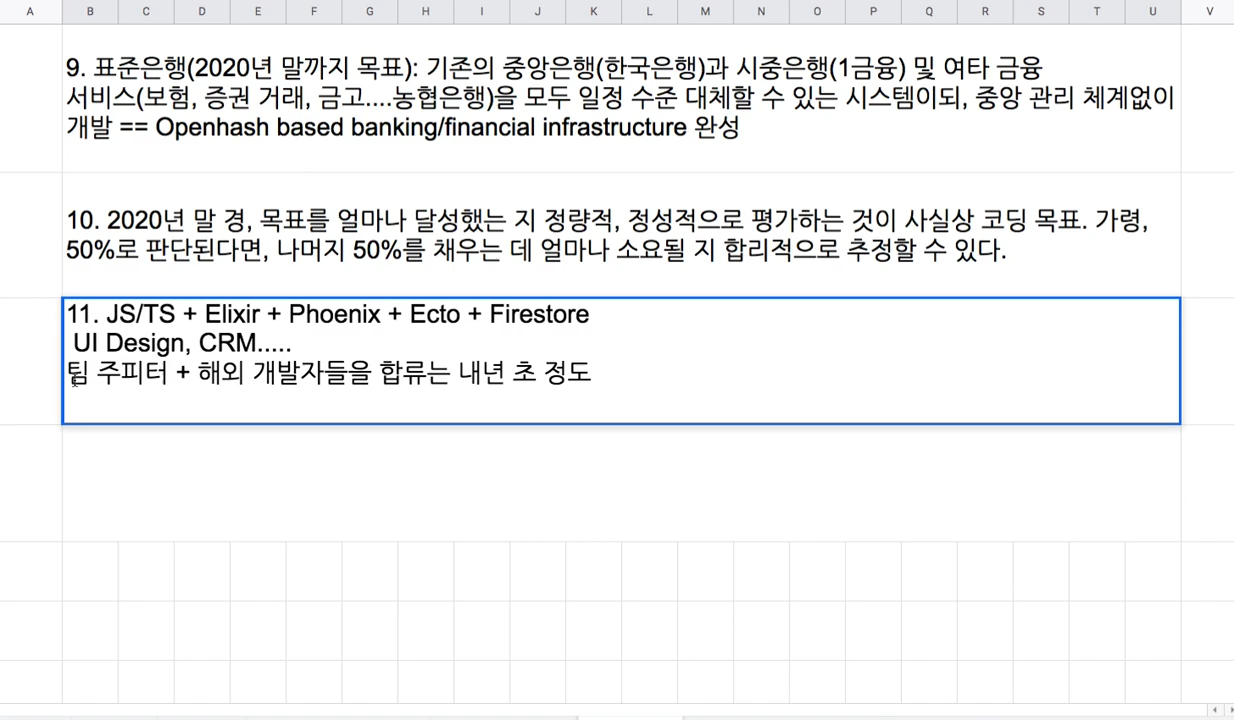 A B C D E F G H I J K L M N O P Q R S T U V
9. 표준은행(2020년 말까지 목표): 기존의 중앙은행(한국은행)과 시중은행(1금융) 및 여타 금융
서비스(보험, 증권 거래, 금고....농협은행)을 모두 일정 수준 대체할 수 있는 시스템이되, 중앙 관리 체계없이
개발 == Openhash based banking/financial infrastructure 완성
10. 2020년 말 경, 목표를 얼마나 달성했는 지 정량적, 정성적으로 평가하는 것이 사실상 코딩 목표. 가령,
50%로 판단된다면, 나머지 50%를 채우는 데 얼마나 소요될 지 합리적으로 추정할 수 있다.
11. JS/TS + Elixir + Phoenix + Ecto + Firestore
UI Design, CRM.....
팀 주피터 + 해외 개발자들을 합류는 내년 초 정도